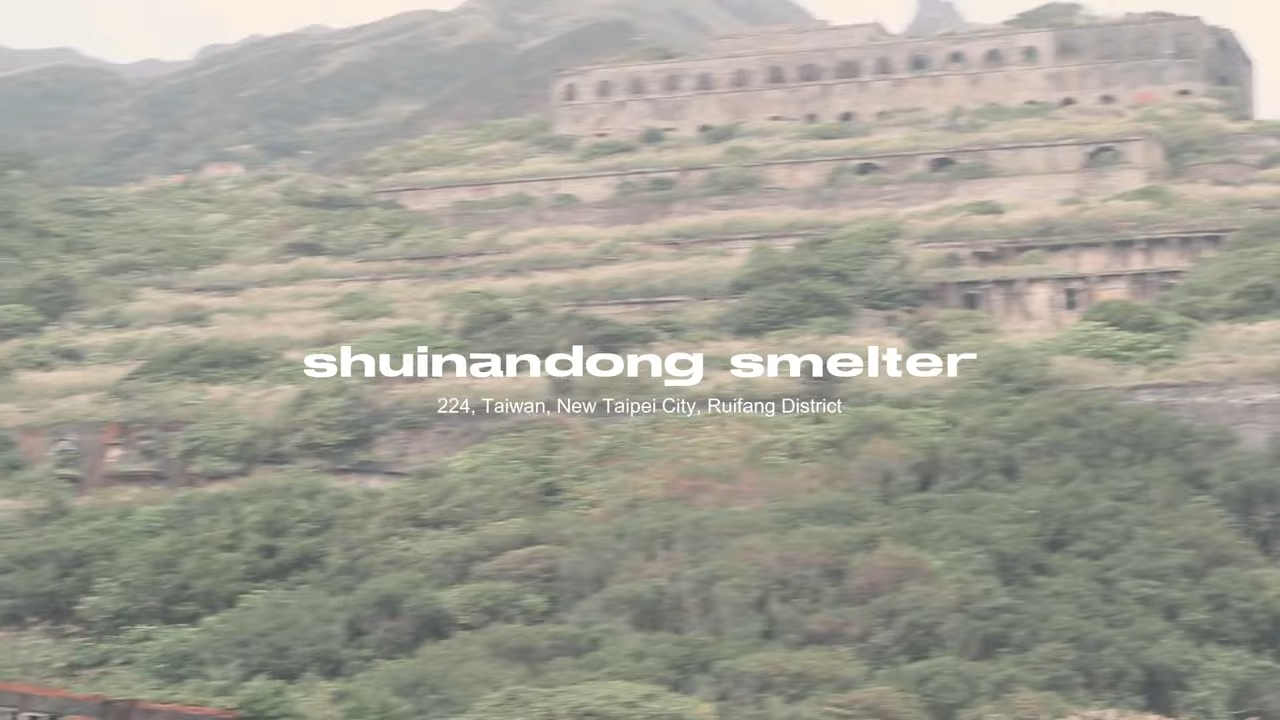 shuinandong smelter
224, Taiwan, New Taipei City, Ruifang District